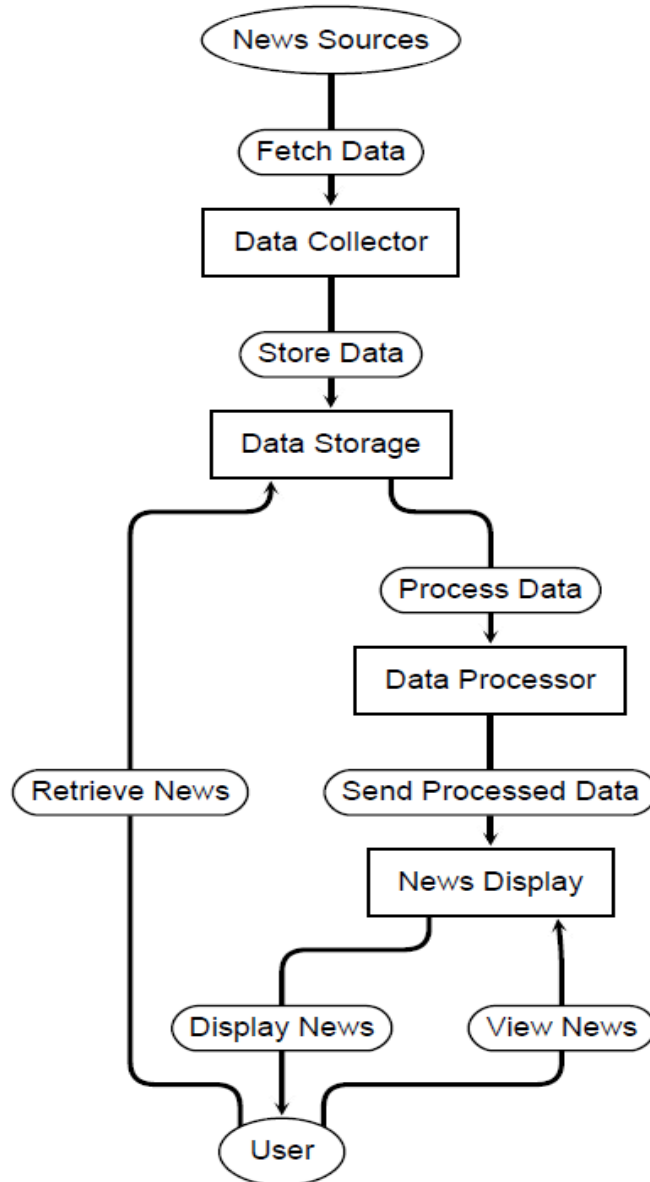 News Sources
Fetch Data
Data Collector
Store Data
Data Storage
Process Data
Data Processor
Retrieve News
Send Processed Data
News Display
Display News
View News
User